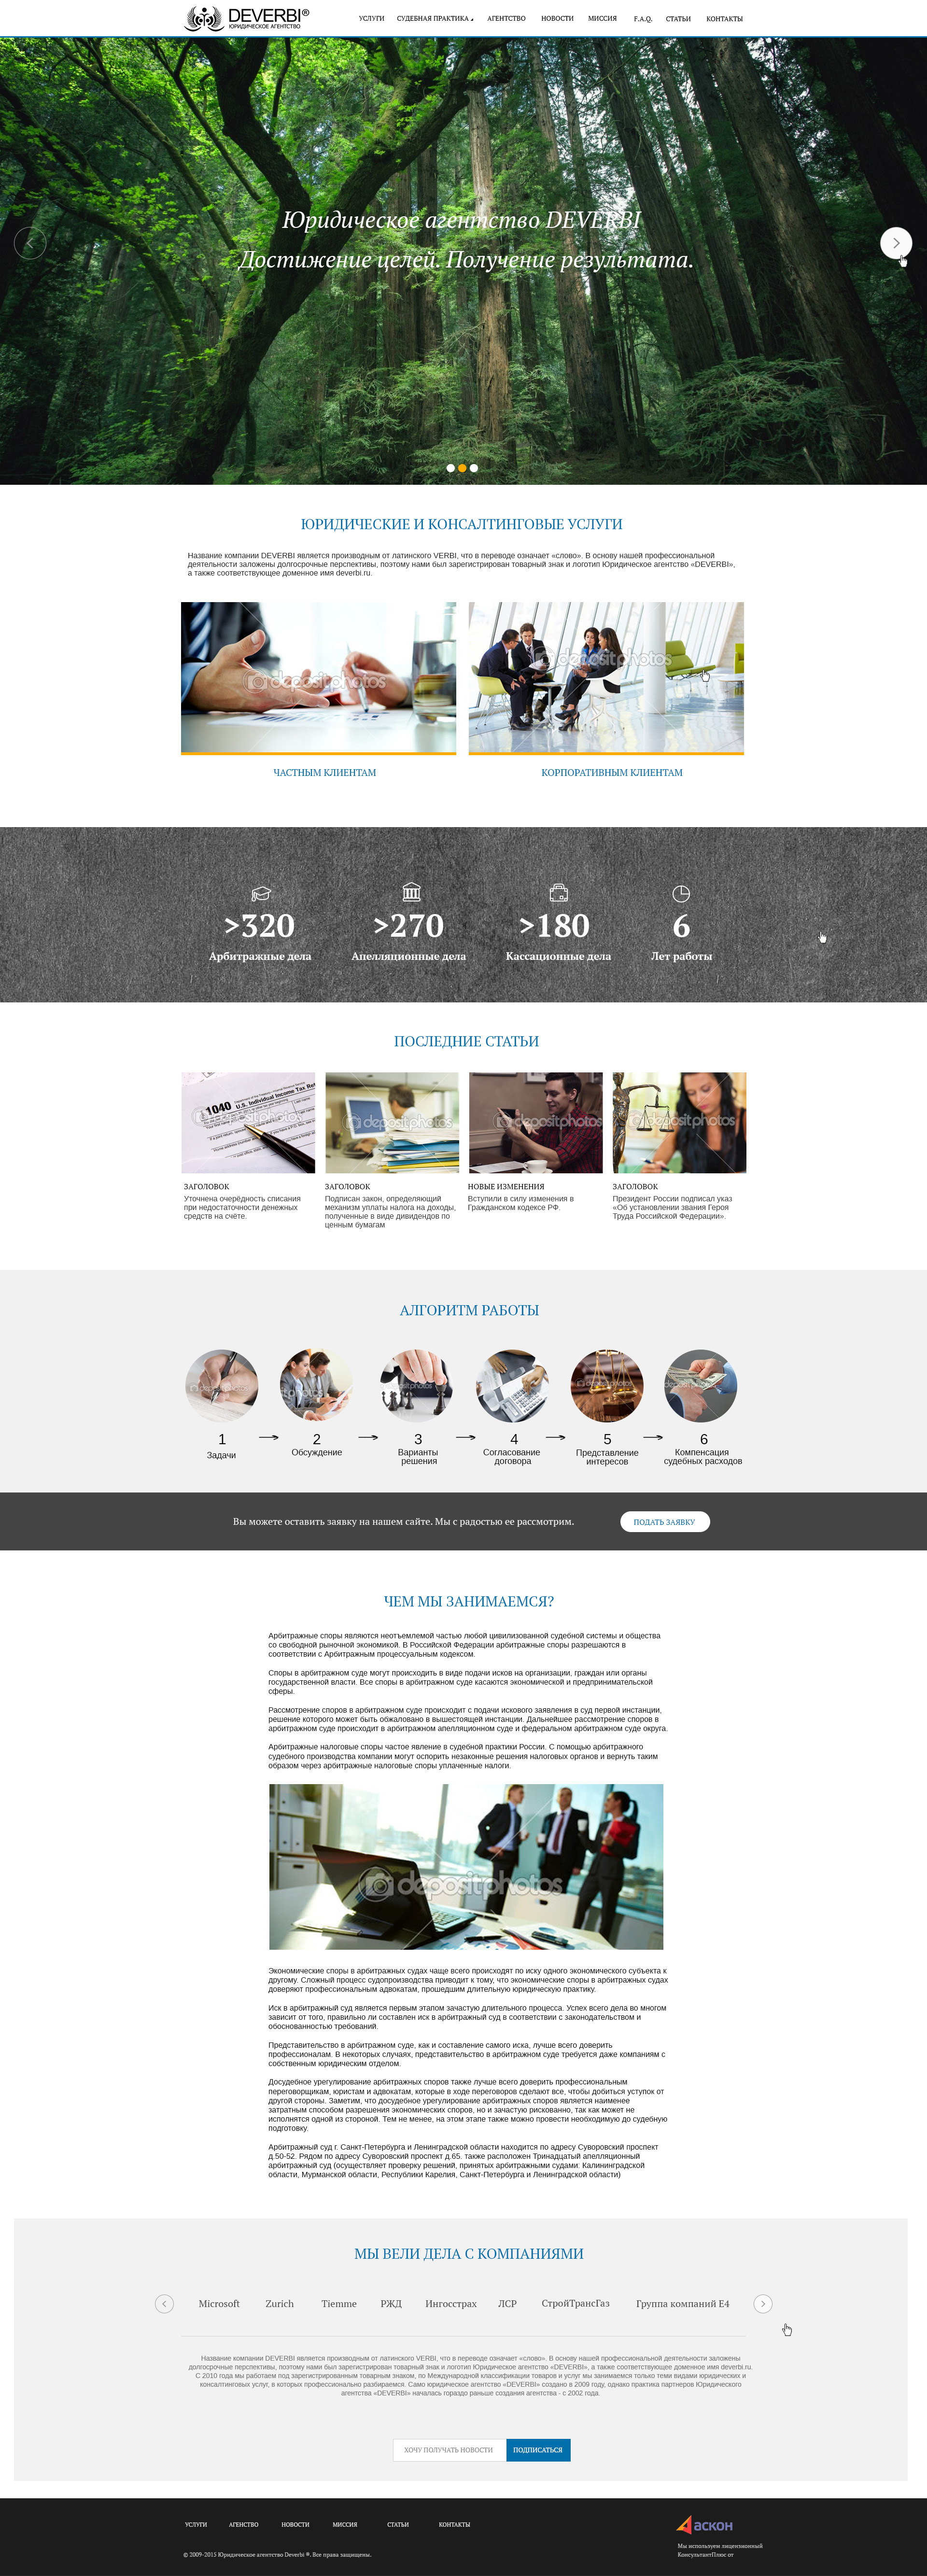 DEVERBI®
ЮРИДИЧЕСКОЕ АГЕНТСТВО
УСЛУГИ СУДЕБНАЯ ПРАКТИКА АГЕНТСТВО НОВОСТИ МИССИЯ F.A.Q. СТАТЬИ КОНТАКТЫ
Юридическое агентство DEVERBI
Достижение целей. Получение результата.
ЮРИДИЧЕСКИЕ И КОНСАЛТИНГОВЫЕ УСЛУГИ
Название компании DEVERBI является производным от латинского VERBI, что в переводе означает «слово». В основу нашей профессиональной
деятельности заложены долгосрочные перспективы, поэтому нами был зарегистрирован товарный знак и логотип Юридическое агентство «DEVERBI»,
а также соответствующее доменное имя deverbi.ru.
depositphotos
depositphotos
ЧАСТНЫМ КЛИЕНТАМ
КОРПОРАТИВНЫМ КЛИЕНТАМ
>320 >270 >180 6
Арбитражные дела Апелляционные дела Кассационные дела Лет работы
ПОСЛЕДНИЕ СТАТЬИ
1040 U.S. Individual Income Tax Re
depositphotos
depositphotos
depositphotos
depositphotos
ЗАГОЛОВОК
Уточнена очерёдность списания
при недостаточности денежных
средств на счёте.
ЗАГОЛОВОК
Подписан закон, определяющий
механизм уплаты налога на доходы,
полученные в виде дивидендов по
ценным бумагам
НОВЫЕ ИЗМЕНЕНИЯ
Вступили в силу изменения в
Гражданском кодексе РФ.
ЗАГОЛОВОК
Президент России подписал указ
«Об установлении звания Героя
Труда Российской Федерации».
АЛГОРИТМ РАБОТЫ
1
Задачи
2
Обсуждение
3
Варианты
решения
4
Согласование
договора
5
Представление
интересов
6
Компенсация
судебных расходов
Вы можете оставить заявку на нашем сайте. Мы с радостью ее рассмотрим.
ПОДАТЬ ЗАЯВКУ
ЧЕМ МЫ ЗАНИМАЕМСЯ?
Арбитражные споры являются неотъемлемой частью любой цивилизованной судебной системы и общества
со свободной рыночной экономикой. В Российской Федерации арбитражные споры разрешаются в
соответствии с Арбитражным процессуальным кодексом.
Споры в арбитражном суде могут происходить в виде подачи исков на организации, граждан или органы
государственной власти. Все споры в арбитражном суде касаются экономической и предпринимательской
сферы.
Рассмотрение споров в арбитражном суде происходит с подачи искового заявления в суд первой инстанции,
решение которого может быть обжаловано в вышестоящей инстанции. Дальнейшее рассмотрение споров в
арбитражном суде происходит в арбитражном апелляционном суде и федеральном арбитражном суде округа.
Арбитражные налоговые споры частое явление в судебной практики России. С помощью арбитражного
судебного производства компании могут оспорить незаконные решения налоговых органов и вернуть таким
образом через арбитражные налоговые споры уплаченные налоги.
depositphotos
Экономические споры в арбитражных судах чаще всего происходят по иску одного экономического субъекта к
другому. Сложный процесс судопроизводства приводит к тому, что экономические споры в арбитражных судах
доверяют профессиональным адвокатам, прошедшим длительную юридическую практику.
Иск в арбитражный суд является первым этапом зачастую длительного процесса. Успех всего дела во многом
зависит от того, правильно ли составлен иск в арбитражный суд в соответствии с законодательством и
обоснованностью требований.
Представительство в арбитражном суде, как и составление самого иска, лучше всего доверить
профессионалам. В некоторых случаях, представительство в арбитражном суде требуется даже компаниям с
собственным юридическим отделом.
Досудебное урегулирование арбитражных споров также лучше всего доверить профессиональным
переговорщикам, юристам и адвокатам, которые в ходе переговоров сделают все, чтобы добиться уступок от
другой стороны. Заметим, что досудебное урегулирование арбитражных споров является наименее
затратным способом разрешения экономических споров, но и зачастую рискованно, так как может не
исполнятся одной из стороной. Тем не менее, на этом этапе также можно провести необходимую до судебную
подготовку.
Арбитражный суд г. Санкт-Петербурга и Ленинградской области находится по адресу Суворовский проспект
д.50-52. Рядом по адресу Суворовский проспект д.65. также расположен Тринадцатый апелляционный
арбитражный суд (осуществляет проверку решений, принятых арбитражными судами: Калининградской
области, Мурманской области, Республики Карелия, Санкт-Петербурга и Ленинградской области)
МЫ ВЕЛИ ДЕЛА С КОМПАНИЯМИ
Microsoft Zurich Tiemme РЖД Ингосстрах ЛСР СтройТрансГаз Группа компаний Е4
Название компании DEVERBI является производным от латинского VERBI, что в переводе означает «слово». В основу нашей профессиональной деятельности заложены
долгосрочные перспективы, поэтому нами был зарегистрирован товарный знак и логотип Юридическое агентство «DEVERBI», а также соответствующее доменное имя deverbi.ru.
С 2010 года мы работаем под зарегистрированным товарным знаком, по Международной классификации товаров и услуг мы занимаемся только теми видами юридических и
консалтинговых услуг, в которых профессионально разбираемся. Само юридическое агентство «DEVERBI» создано в 2009 году, однако практика партнеров Юридического
агентства «DEVERBI» началась гораздо раньше создания агентства - с 2002 года.
ХОЧУ ПОЛУЧАТЬ НОВОСТИ ПОДПИСАТЬСЯ
УСЛУГИ АГЕНСТВО НОВОСТИ МИССИЯ СТАТЬИ КОНТАКТЫ
аскон
© 2009-2015 Юридическое агентство Deverbi ®. Все права защищены.
Мы используем лицензионный
КонсультантПлюс от